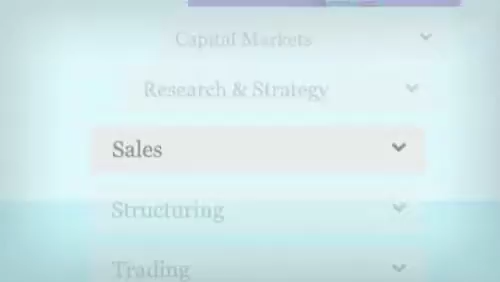 Capital Markets
Research & Strategy
Sales
Structuring
Trading